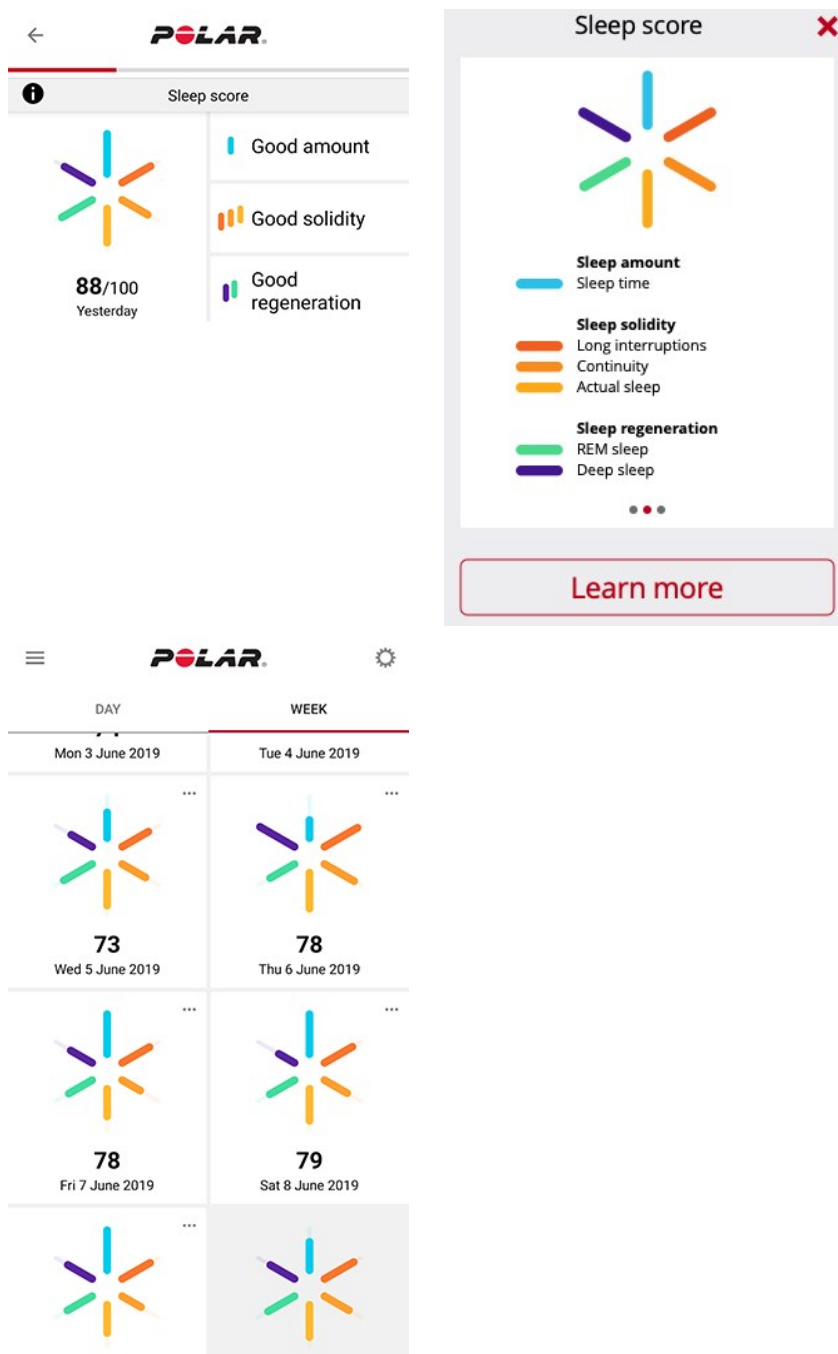 POLAR
Sleep score
Good amount
Good solidity
Good
regeneration
88/100
Yesterday
Sleep score
Sleep amount
Sleep time
Sleep solidity
Long interruptions
Continuity
Actual sleep
Sleep regeneration
REM sleep
Deep sleep
Learn more
POLAR
DAY WEEK
Mon 3 June 2019 Tue 4 June 2019
73 78
Wed 5 June 2019 Thu 6 June 2019
78 79
Fri 7 June 2019 Sat 8 June 2019